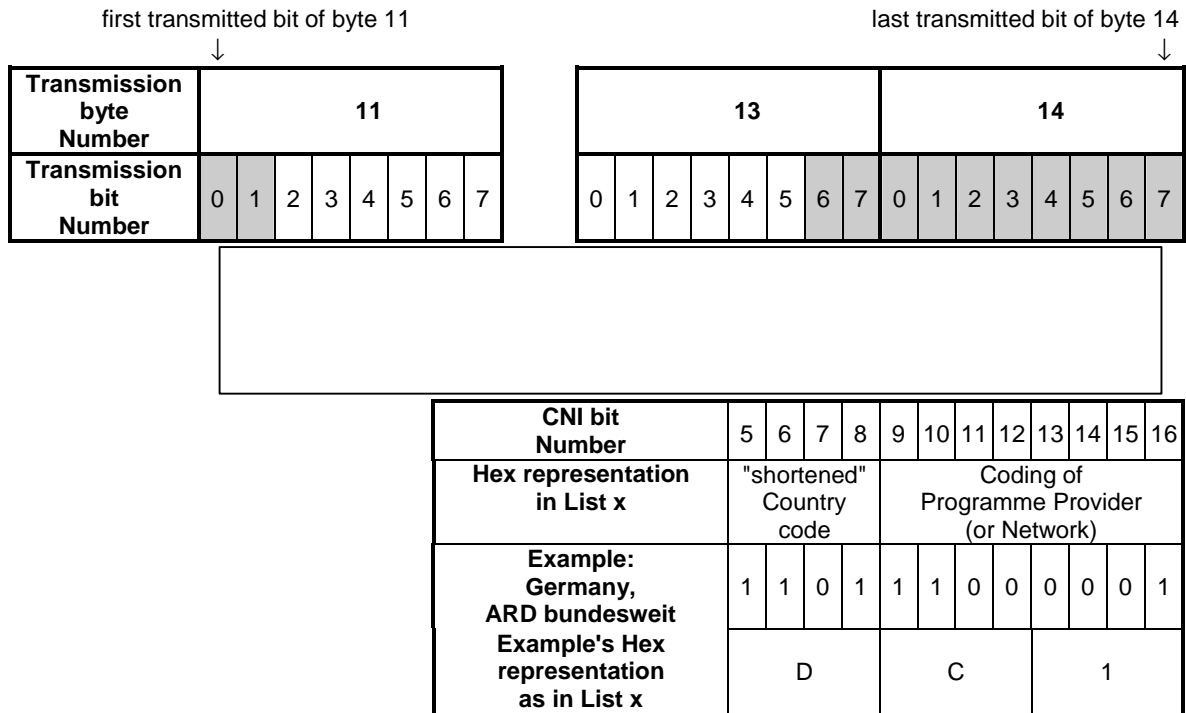 first transmitted bit of byte 11
last transmitted bit of byte 14
↓ ↓
Transmission
byte
Number
11 13 14
Transmission
bit
Number
0 1 2 3 4 5 6 7 0 1 2 3 4 5 6 7 0 1 2 3 4 5 6 7
CNI bit
Number
5 6 7 8 9 10 11 12 13 14 15 16
Hex representation
in List x
"shortened"
Country
code
Coding of
Programme Provider
(or Network)
Example:
Germany,
ARD bundesweit
1 1 0 1 1 1 0 0 0 0 0 1
Example's Hex
representation
as in List x
D C 1